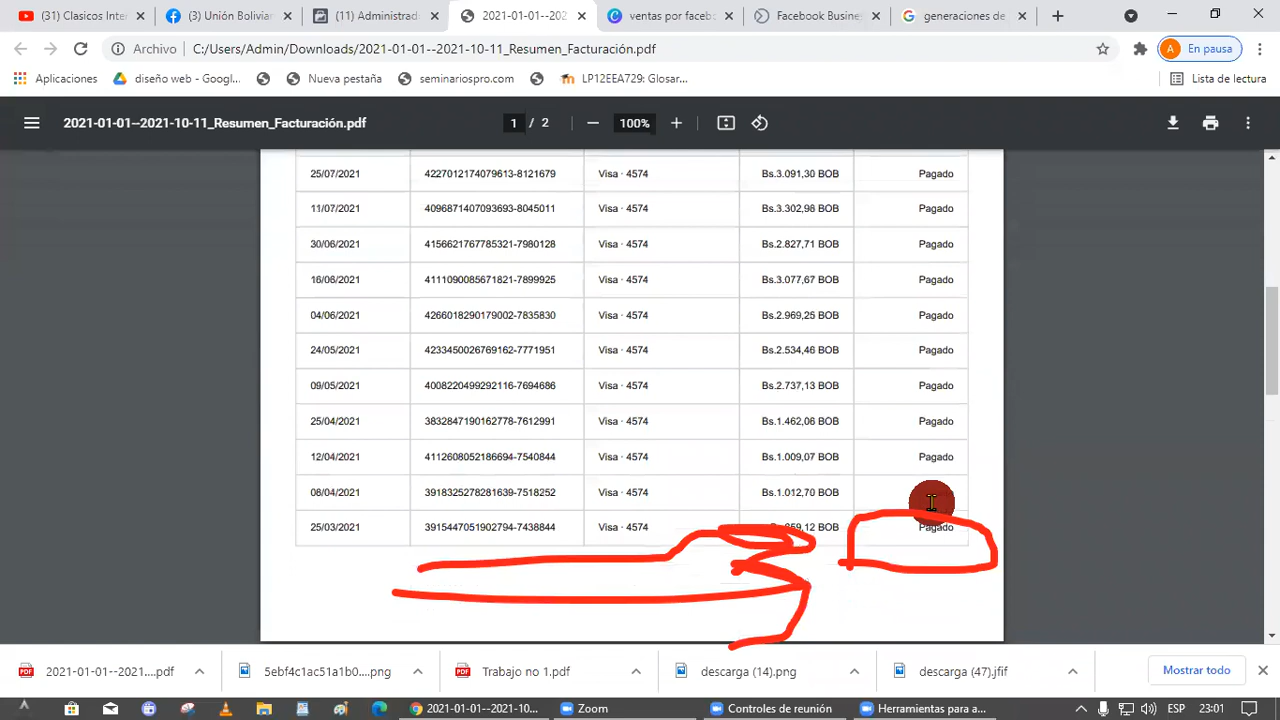 (31) Clasicos Inter
(3) Unión Bolivian
(11) Administrad
2021-01-01--202
ventas por faceb
Facebook Busine
generaciones de
Archivo C:/Users/Admin/Downloads/2021-01-01--2021-10-11_Resumen_Facturación.pdf
A En pausa
Aplicaciones diseño web - Googl... Nueva pestaña seminariospro.com LP12EEA729: Glosar... Lista de lectura
2021-01-01--2021-10-11_Resumen_Facturación.pdf 1 / 2 100%
25/07/2021 4227012174079613-8121679 Visa · 4574 Bs.3.091,30 BOB Pagado
11/07/2021 4096871407093693-8045011 Visa · 4574 Bs.3.302,96 BOB Pagado
30/06/2021 4156621767785321-7980128 Visa · 4574 Bs.2.827,71 BOB Pagado
16/06/2021 4111090085671821-7899925 Visa · 4574 Bs.3.077,67 BOB Pagado
04/06/2021 4266018290179002-7835830 Visa · 4574 Bs.2.969,25 BOB Pagado
24/05/2021 4233450026769162-7771951 Visa · 4574 Bs.2.534,46 BOB Pagado
09/05/2021 4008220499292116-7694686 Visa · 4574 Bs.2.737,13 BOB Pagado
25/04/2021 3832847190162778-7612991 Visa · 4574 Bs.1.462,06 BOB Pagado
12/04/2021 4112608052186694-7540844 Visa · 4574 Bs.1.009,07 BOB Pagado
08/04/2021 3918325278281639-7518252 Visa · 4574 Bs.1.012,70 BOB
25/03/2021 3915447051902794-7438844 Visa · 4574 BOB Pagado
2021-01-01--2021....pdf 5ebf4c1ac51a1b0....png Trabajo no 1.pdf descarga (14).png descarga (47).jfif Mostrar todo
2021-01-01--2021-10... Zoom Controles de reunión Herramientas para a... ESP 23:01